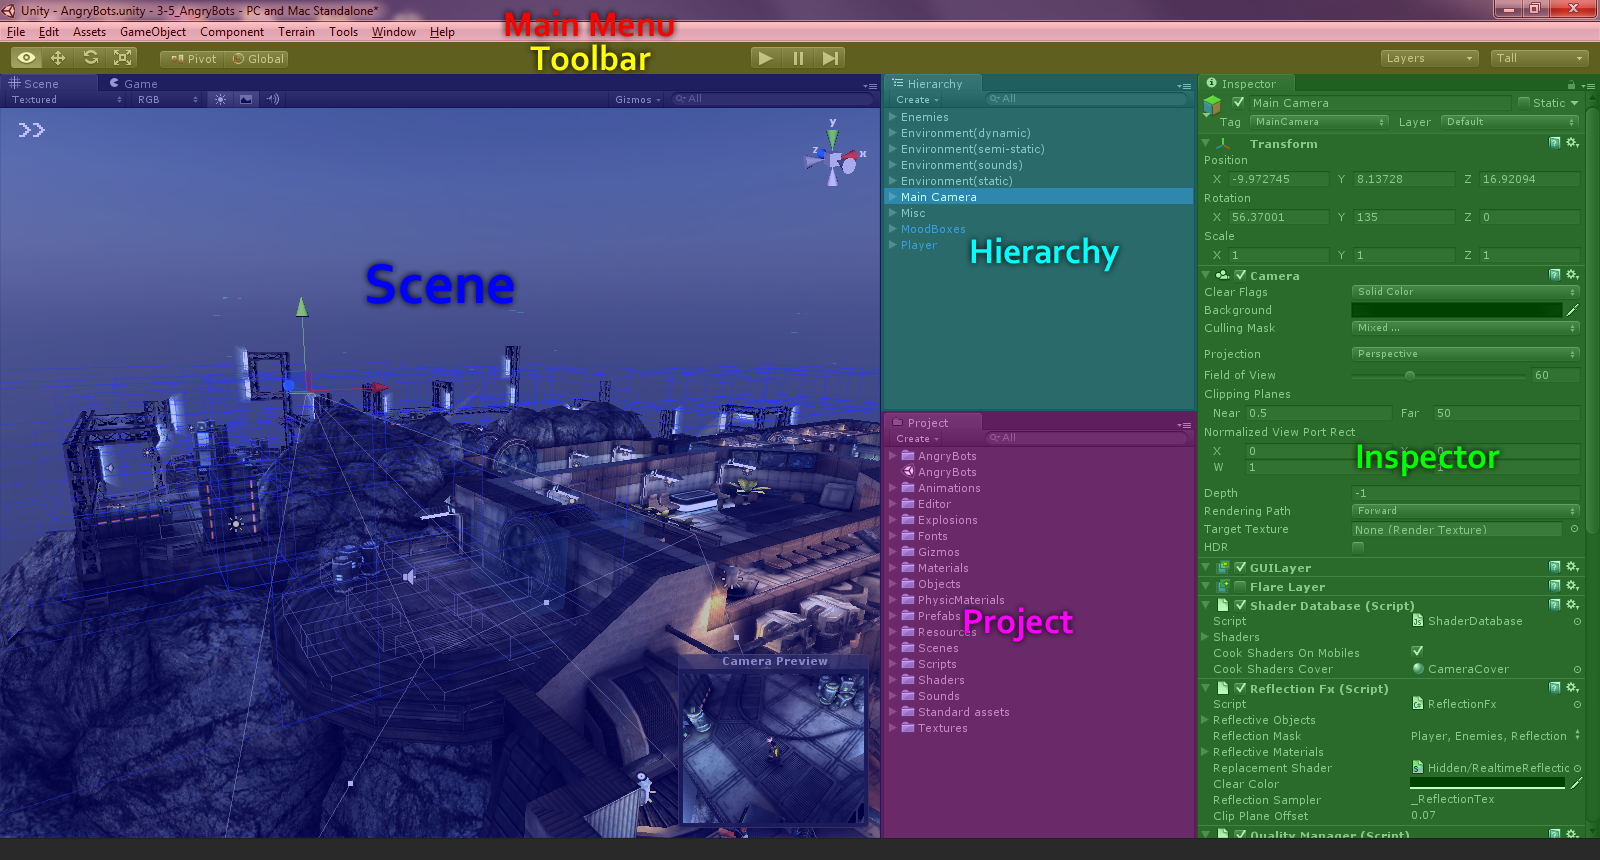 Unity - AngryBots.unity - 3-5_AngryBots - PC and Mac Standalone*
File Edit Assets GameObject Component Terrain Tools Window Help
Main Menu
Pivot Global
Toolbar
Layers Tall
Scene Game
Textured RGB Gizmos All
Scene
x
y
z
Camera Preview
Hierarchy
Create All
Enemies
Environment(dynamic)
Environment(semi-static)
Environment(sounds)
Environment(static)
Main Camera
Misc
MoodBoxes
Player
Hierarchy
Project
Create All
AngryBots
AngryBots
Animations
Editor
Explosions
Fonts
Gizmos
Materials
Objects
PhysicMaterials
Prefabs
Resources
Scenes
Scripts
Shaders
Sounds
Standard assets
Textures
Project
Inspector
Main Camera Static
Tag MainCamera Layer Default
Transform
Position
X -9.972745 Y 8.13728 Z 16.92094
Rotation
X 56.37001 Y 135 Z 0
Scale
X 1 Y 1 Z 1
Camera
Clear Flags Solid Color
Background
Culling Mask Mixed ...
Projection Perspective
Field of View 60
Clipping Planes
Near 0.5 Far 50
Normalized View Port Rect
X 0
W 1
Inspector
Depth -1
Rendering Path Forward
Target Texture None (Render Texture)
HDR
GUILayer
Flare Layer
Shader Database (Script)
Script ShaderDatabase
Shaders
Cook Shaders On Mobiles
Cook Shaders Cover CameraCover
Reflection Fx (Script)
Script ReflectionFx
Reflective Objects
Reflection Mask Player, Enemies, Reflection
Reflective Materials
Replacement Shader Hidden/RealtimeReflectic
Clear Color
Reflection Sampler _ReflectionTex
Clip Plane Offset 0.07
Quality Manager (Script)